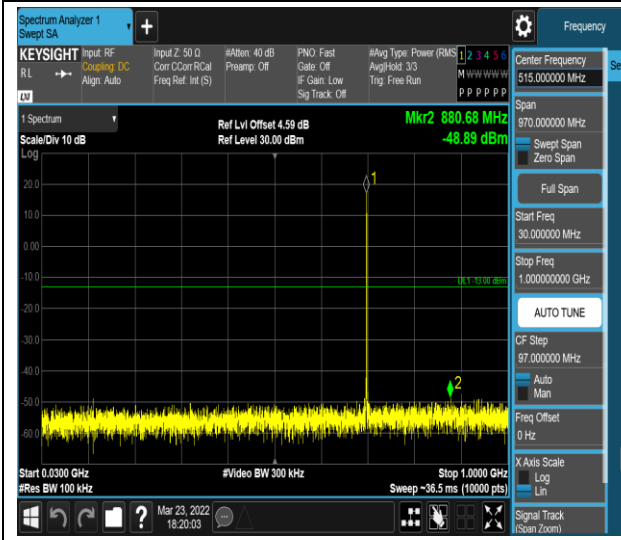 Spectrum Analyzer 1
Swept SA
+
Frequency
KEYSIGHT
RL
LXI
Input: RF
Coupling: DC
Align: Auto
Input Z: 50 Ω
Corr CCorr RCal
Freq Ref: Int (S)
#Atten: 40 dB
Preamp: Off
PNO: Fast
Gate: Off
IF Gain: Low
Sig Track: Off
#Avg Type: Power (RMS
Avg|Hold: 3/3
Trig: Free Run
1 2 3 4 5 6
M W W W W W
P P P P P P
1 Spectrum
Scale/Div 10 dB
Log
Ref Lvl Offset 4.59 dB
Ref Level 30.00 dBm
Mkr2 880.68 MHz
-48.89 dBm
20.0
10.0
0.00
-10.0
-20.0
-30.0
-40.0
-50.0
-60.0
1
DL1 -13.00 dBm
2
Start 0.0300 GHz
#Res BW 100 kHz
#Video BW 300 kHz
Stop 1.0000 GHz
Sweep ~36.5 ms (10000 pts)
?
Mar 23, 2022
18:20:03
Center Frequency
515.000000 MHz
Span
970.000000 MHz
Swept Span
Zero Span
Full Span
Start Freq
30.000000 MHz
Stop Freq
1.000000000 GHz
AUTO TUNE
CF Step
97.000000 MHz
Auto
Man
Freq Offset
0 Hz
X Axis Scale
Log
Lin
Signal Track
(Span Zoom)
Se